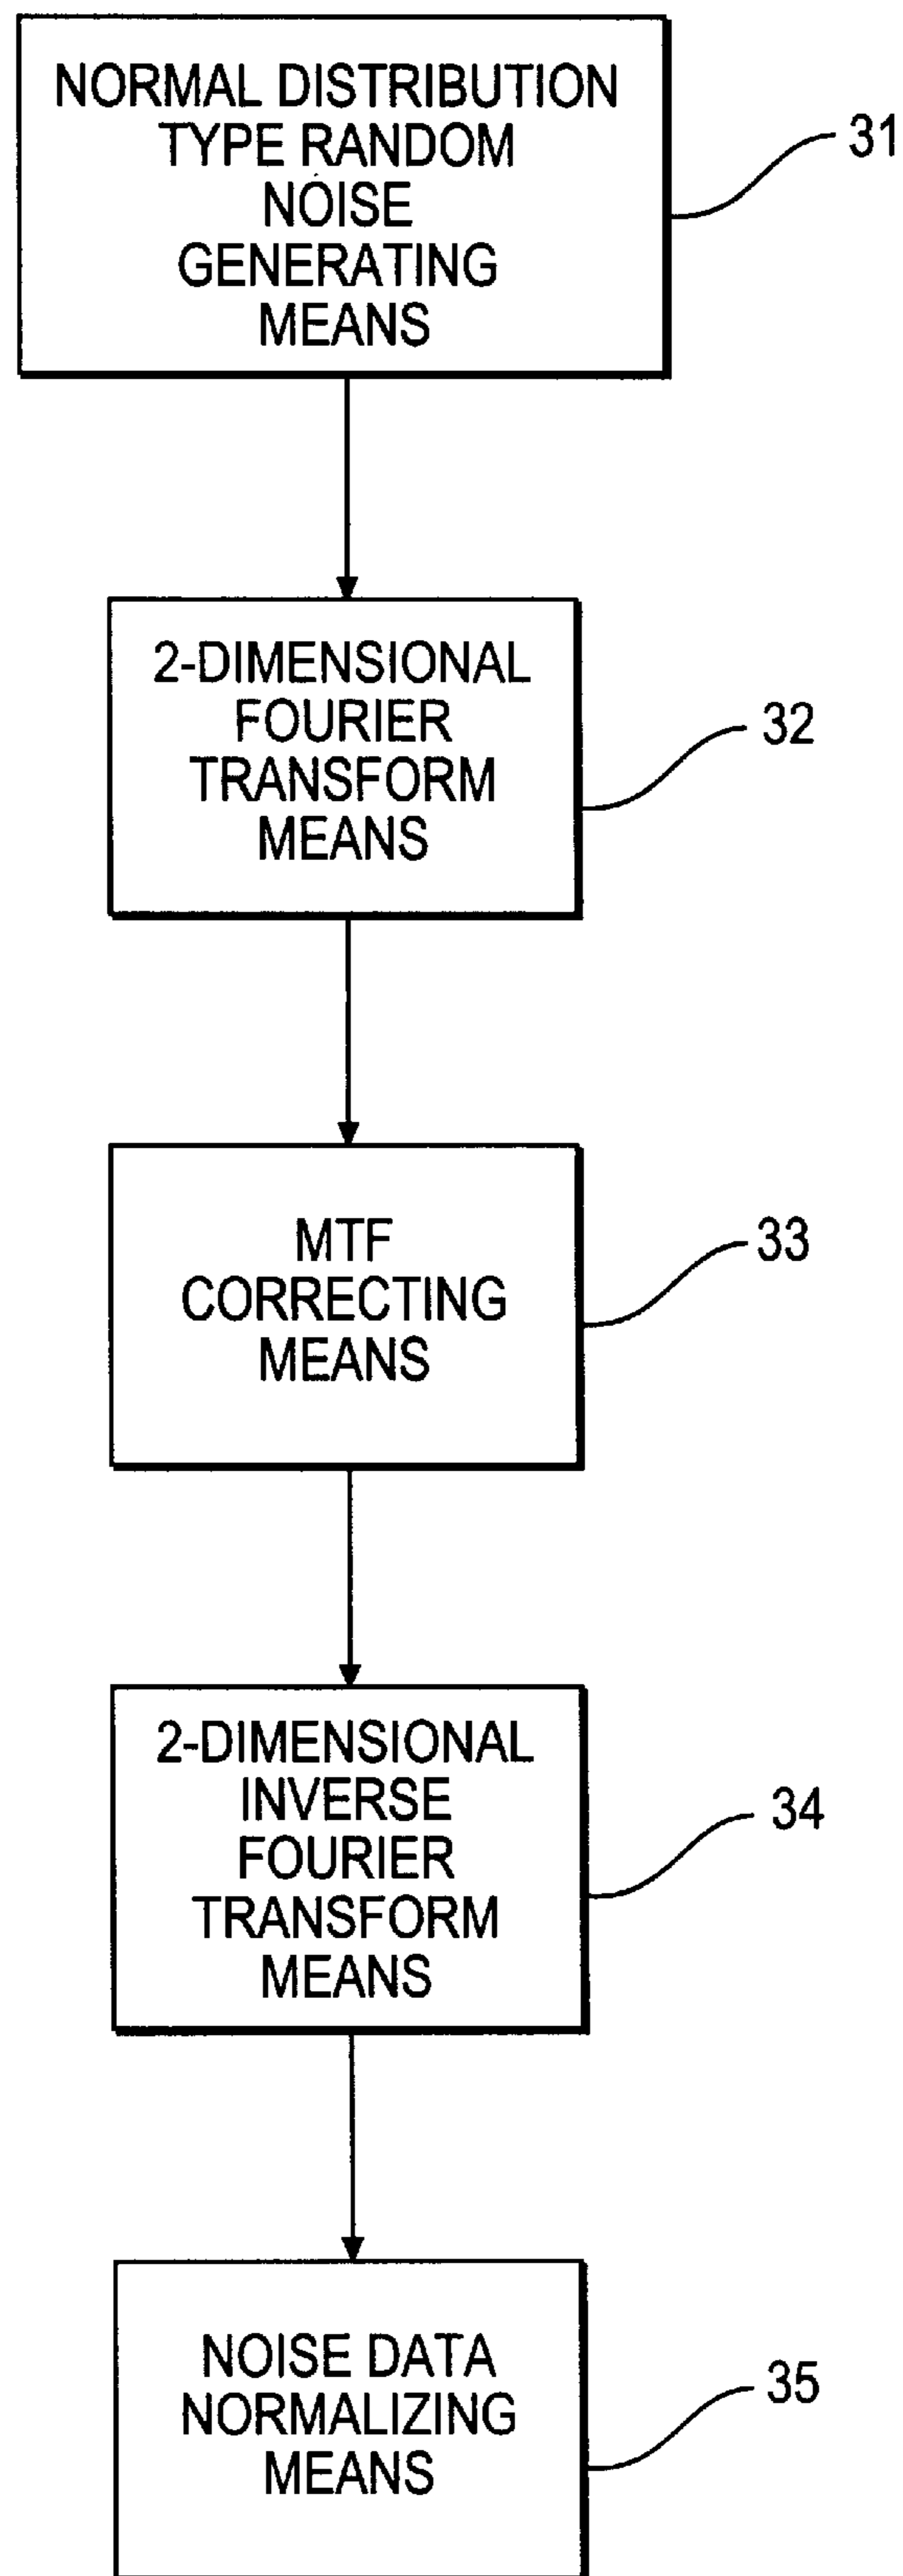 NORMAL DISTRIBUTION
TYPE RANDOM
NOISE
GENERATING
MEANS
31
2-DIMENSIONAL
FOURIER
TRANSFORM
MEANS
32
MTF
CORRECTING
MEANS
33
2-DIMENSIONAL
INVERSE
FOURIER
TRANSFORM
MEANS
34
NOISE DATA
NORMALIZING
MEANS
35